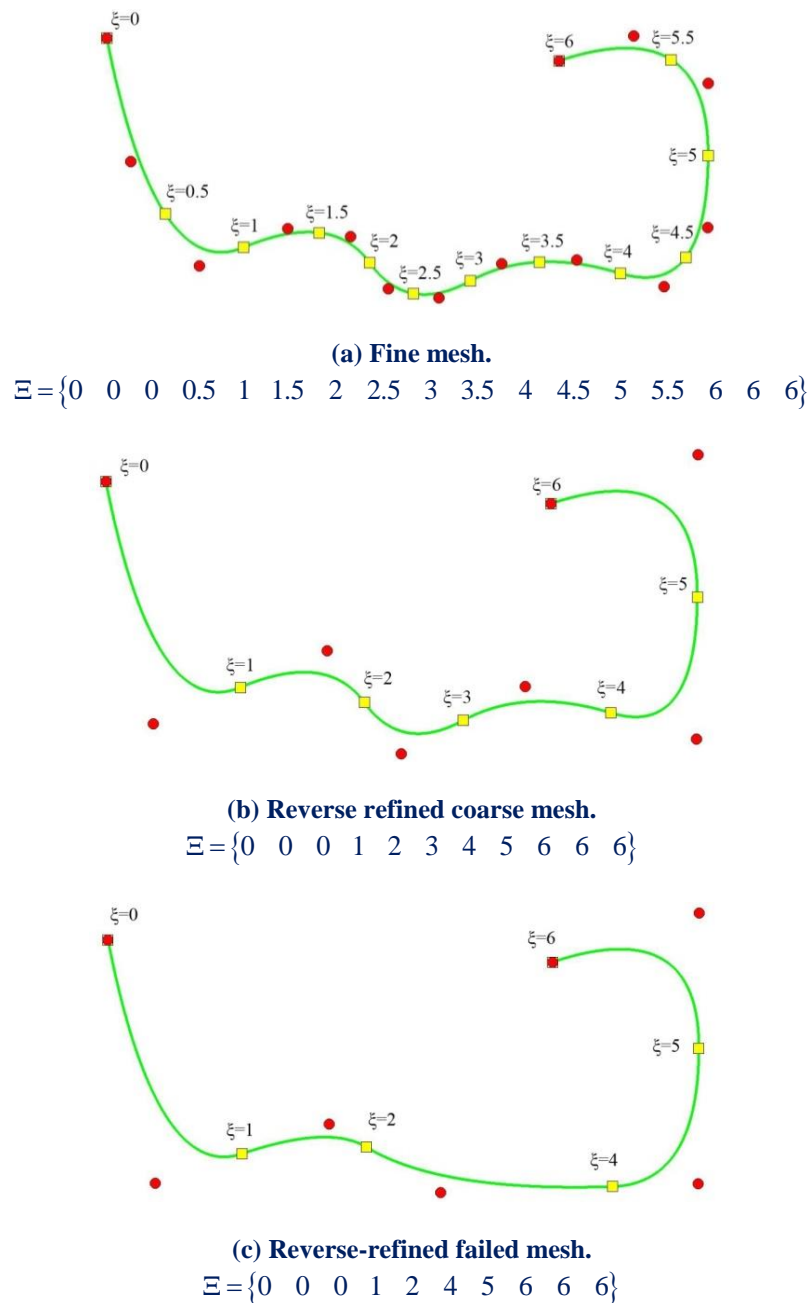 ξ=0
ξ=6
ξ=5.5
ξ=5
ξ=0.5
ξ=1
ξ=1.5
ξ=2
ξ=2.5
ξ=3
ξ=3.5
ξ=4
ξ=4.5
(a) Fine mesh.
Ξ={0 0 0 0.5 1 1.5 2 2.5 3 3.5 4 4.5 5 5.5 6 6 6}
ξ=0
ξ=6
ξ=5
ξ=1
ξ=2
ξ=3
ξ=4
(b) Reverse refined coarse mesh.
Ξ={0 0 0 1 2 3 4 5 6 6 6}
ξ=0
ξ=6
ξ=5
ξ=1
ξ=2
ξ=4
(c) Reverse-refined failed mesh.
Ξ={0 0 0 1 2 4 5 6 6 6}